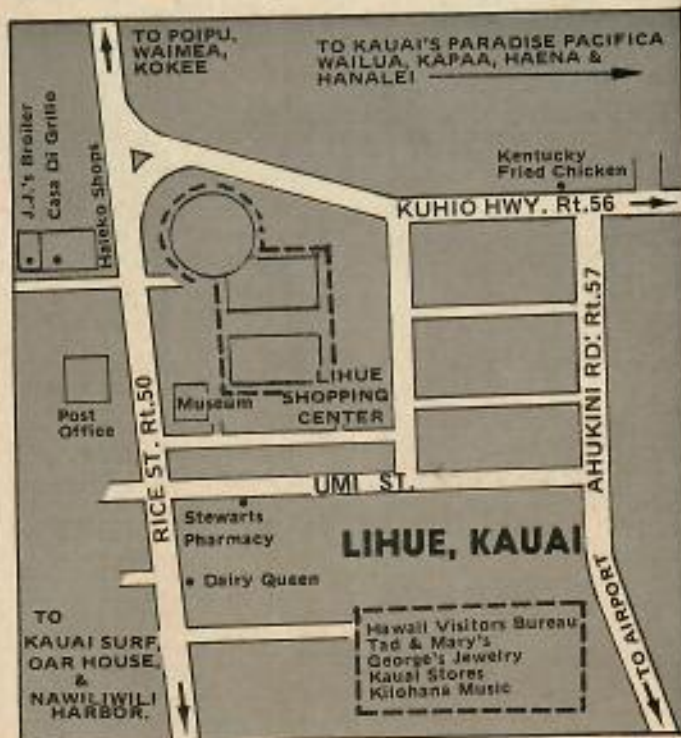 TO POIPU,
WAIMEA,
KOKEE
TO KAUAI'S PARADISE PACIFICA
WAILUA, KAPAA, HAENA &
HANALEI
J.J.'s Broiler
Casa Di Grilio
Haleko Shops
Kentucky
Fried Chicken
KUHIO HWY. Rt.56
AHUKINI RD. Rt.57
LIHUE
SHOPPING
CENTER
Museum
Post
Office
RICE ST. Rt.50
UMI ST.
Stewarts
Pharmacy
LIHUE, KAUAI
Dairy Queen
TO
KAUAI SURF,
OAR HOUSE,
&
NAWILIWILI
HARBOR.
Hawaii Visitors Bureau
Tad & Mary's
George's Jewelry
Kauai Stores
Kilohana Music
TO AIRPORT